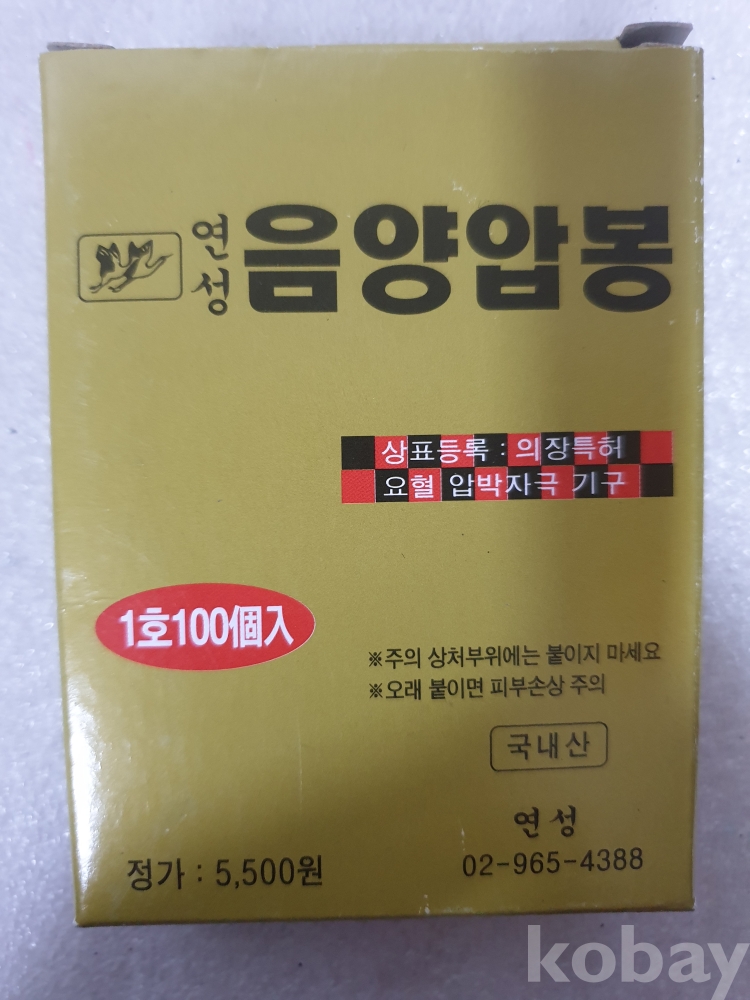 연성 음양압봉
상표등록 : 의장특허
요혈 압박자극 기구
1호100個入
※주의 상처부위에는 붙이지 마세요
※오래 붙이면 피부손상 주의
국내산
연성
정가 : 5,500원
02-965-4388
kobay